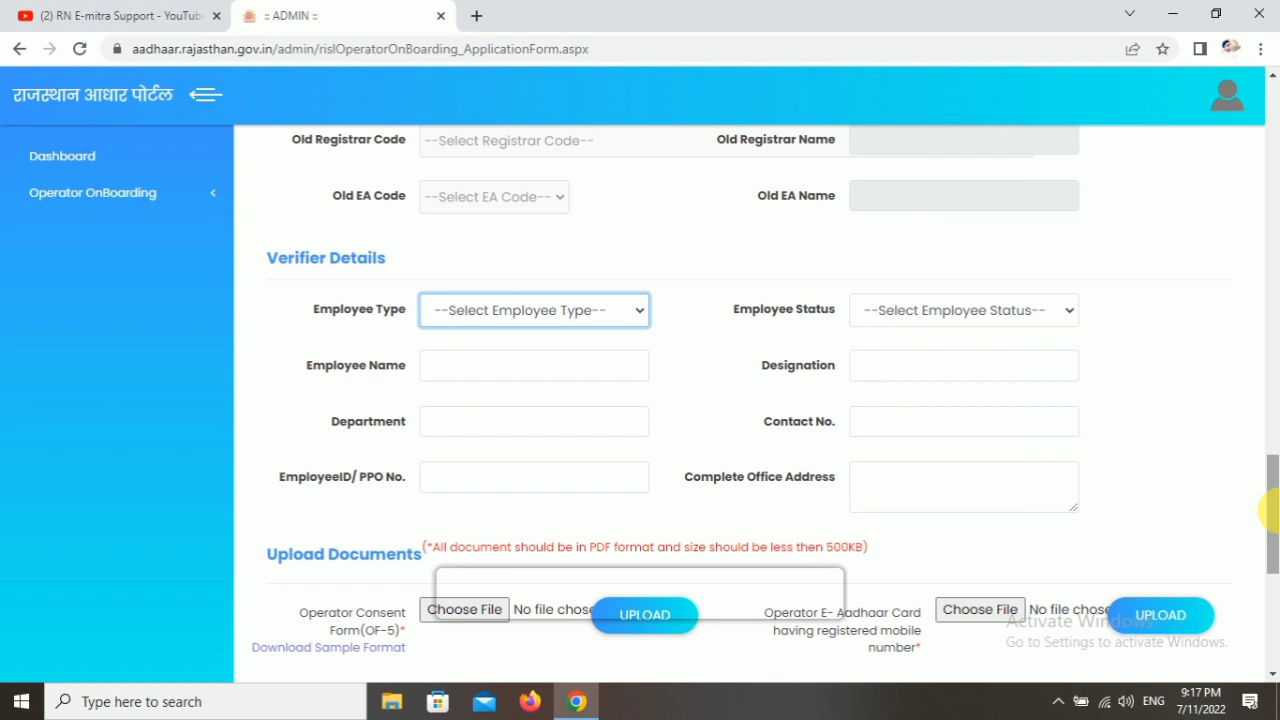 (2) RN E-mitra Support - YouTub
:: ADMIN ::
aadhaar.rajasthan.gov.in/admin/rislOperatorOnBoarding_ApplicationForm.aspx
राजस्थान आधार पोर्टल
Dashboard
Operator OnBoarding
Old Registrar Code --Select Registrar Code-- Old Registrar Name
Old EA Code --Select EA Code-- Old EA Name
Verifier Details
Employee Type --Select Employee Type-- Employee Status --Select Employee Status--
Employee Name Designation
Department Contact No.
EmployeeID/ PPO No. Complete Office Address
Upload Documents (*All document should be in PDF format and size should be less then 500KB)
Operator Consent Form(OF-5)* Choose File No file chose UPLOAD
Download Sample Format
Operator E- Aadhaar Card having registered mobile number* Choose File No file chose UPLOAD
Activate Windows
Go to Settings to activate Windows.
Type here to search
ENG
9:17 PM
7/11/2022